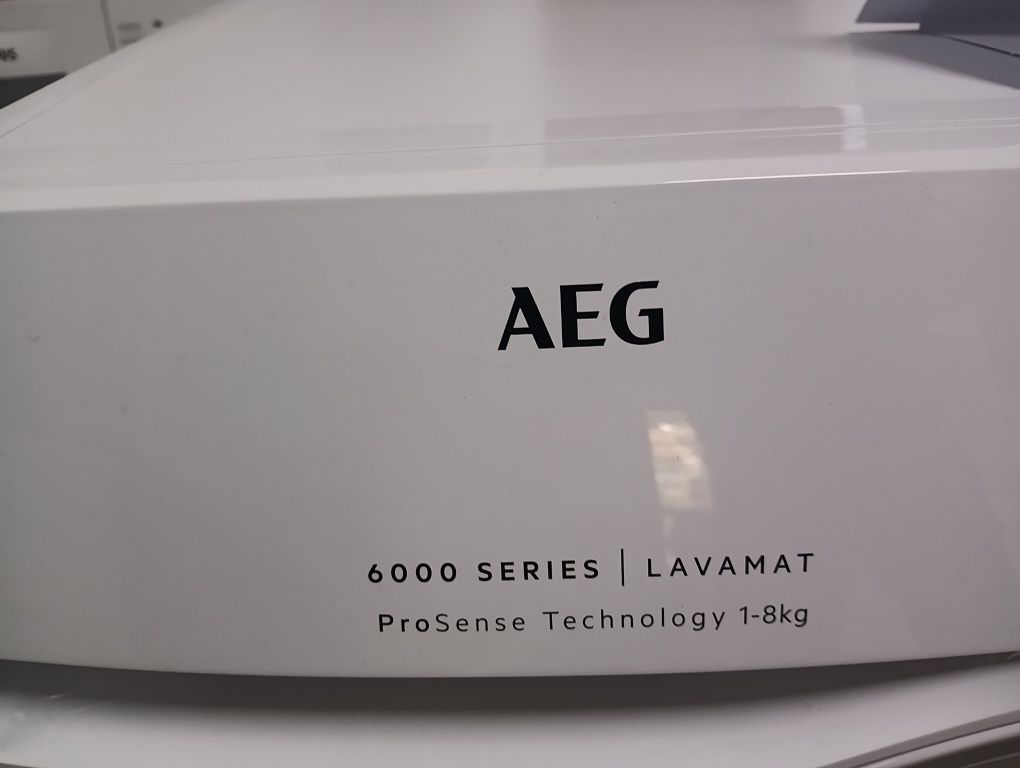 AEG
6000 SERIES | LAVAMAT
ProSense Technology 1-8kg